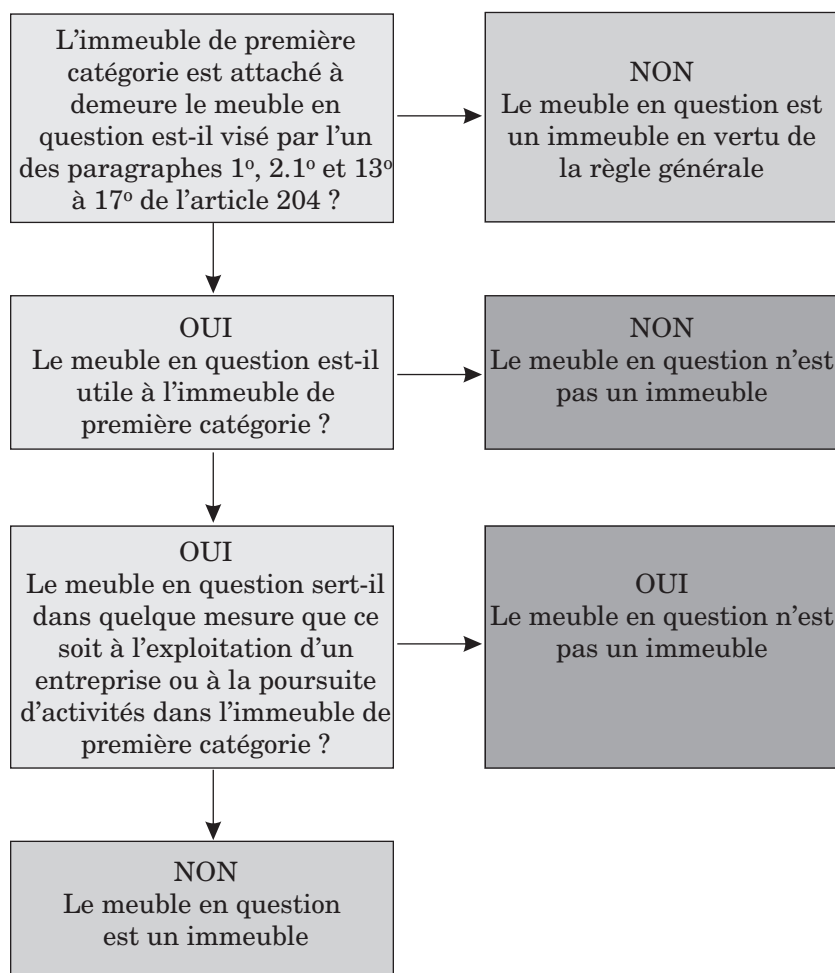 L’immeuble de première
catégorie est attaché à
demeure le meuble en
question est-il visé par l’un
des paragraphes 1º, 2.1º et 13º
à 17º de l’article 204 ?
NON
Le meuble en question est
un immeuble en vertu de
la règle générale
OUI
Le meuble en question est-il
utile à l’immeuble de
première catégorie ?
NON
Le meuble en question n’est
pas un immeuble
OUI
Le meuble en question sert-il
dans quelque mesure que ce
soit à l’exploitation d’un
entreprise ou à la poursuite
d’activités dans l’immeuble de
première catégorie ?
OUI
Le meuble en question n’est
pas un immeuble
NON
Le meuble en question
est un immeuble